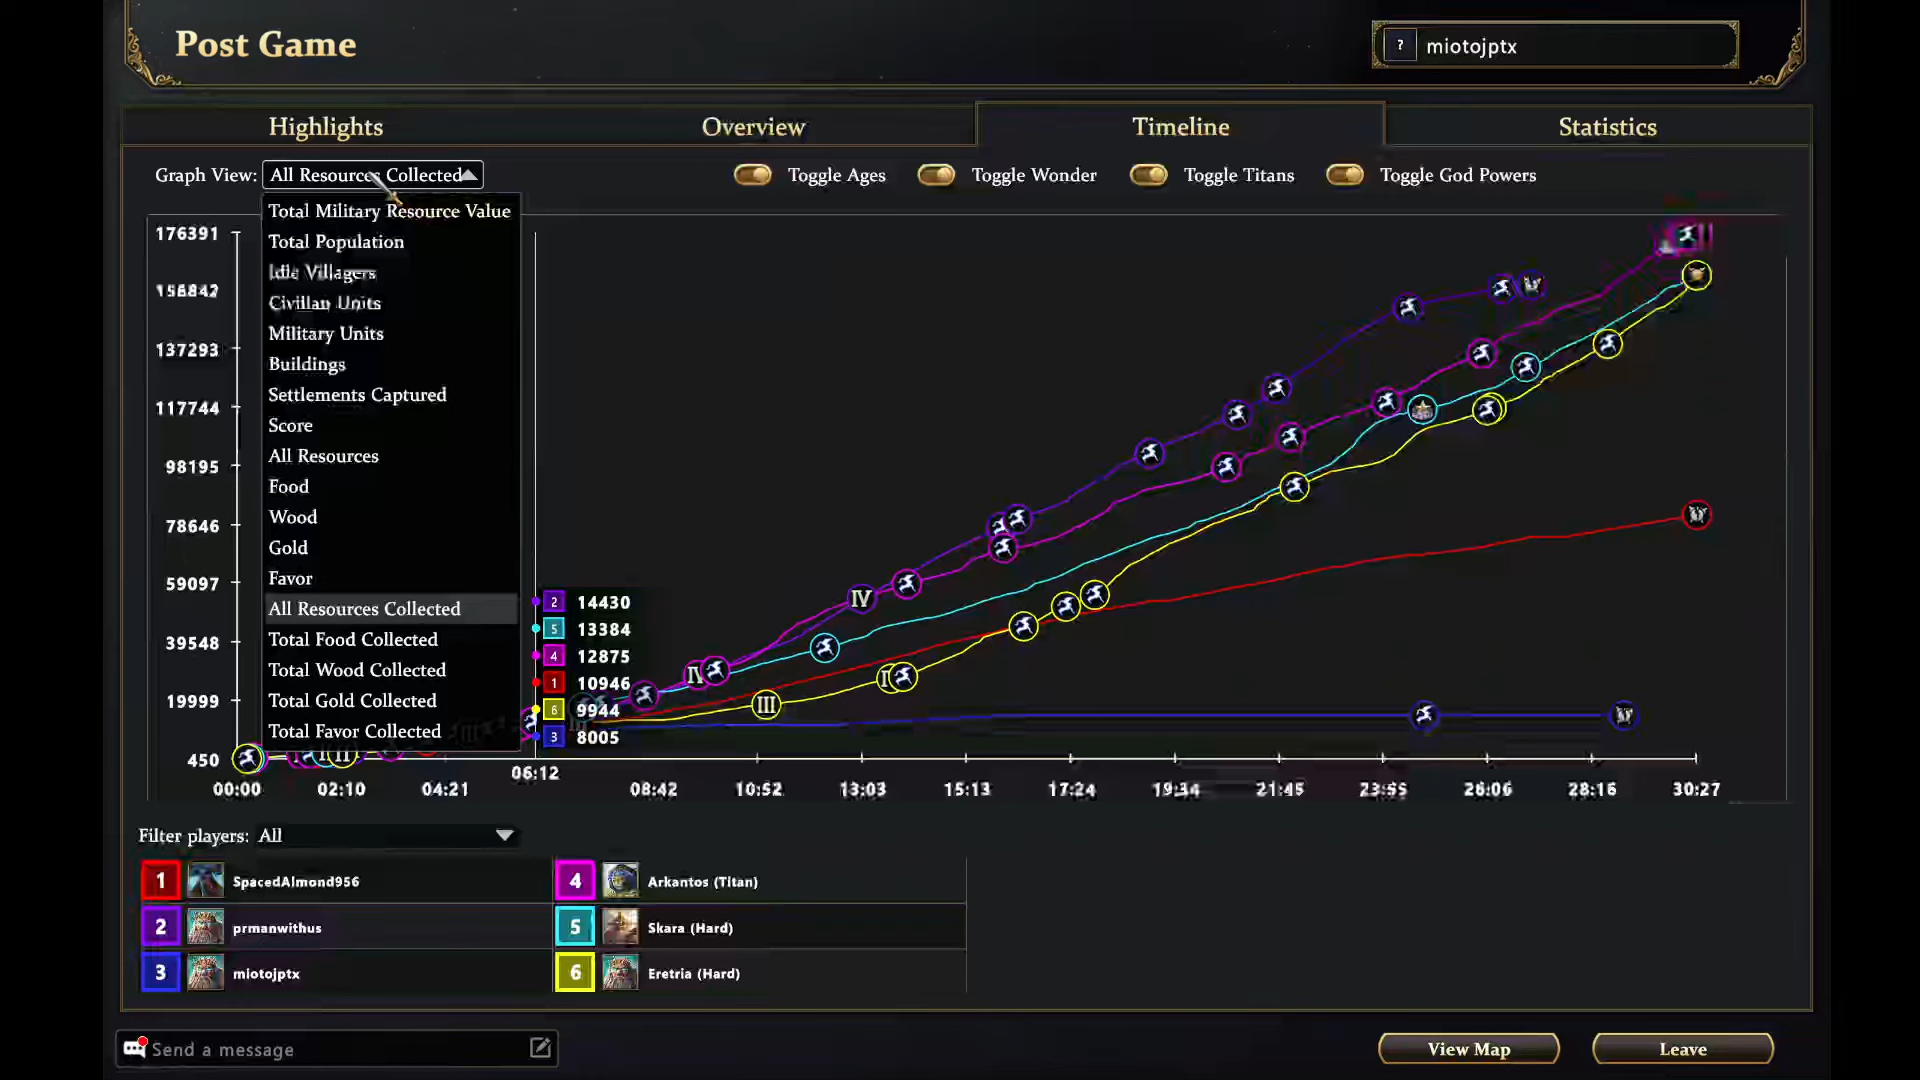 Post Game
? miotojptx
Highlights
Overview
Timeline
Statistics
Graph View: All Resources Collected
Toggle Ages
Toggle Wonder
Toggle Titans
Toggle God Powers
Total Military Resource Value
Total Population
Idle Villagers
Civilian Units
Military Units
Buildings
Settlements Captured
Score
All Resources
Food
Wood
Gold
Favor
All Resources Collected
Total Food Collected
Total Wood Collected
Total Gold Collected
Total Favor Collected
176391
156842
137293
117744
98195
78646
59097
39548
19999
450
IV
IV
III
2 14430
5 13384
4 12875
1 10946
6 9944
3 8005
06:12
00:00 02:10 04:21 08:42 10:52 13:03 15:13 17:24 19:34 21:45 23:55 26:06 28:16 30:27
Filter players: All
1 SpacedAlmond956
4 Arkantos (Titan)
2 prmanwithus
5 Skara (Hard)
3 miotojptx
6 Eretria (Hard)
Send a message
View Map
Leave